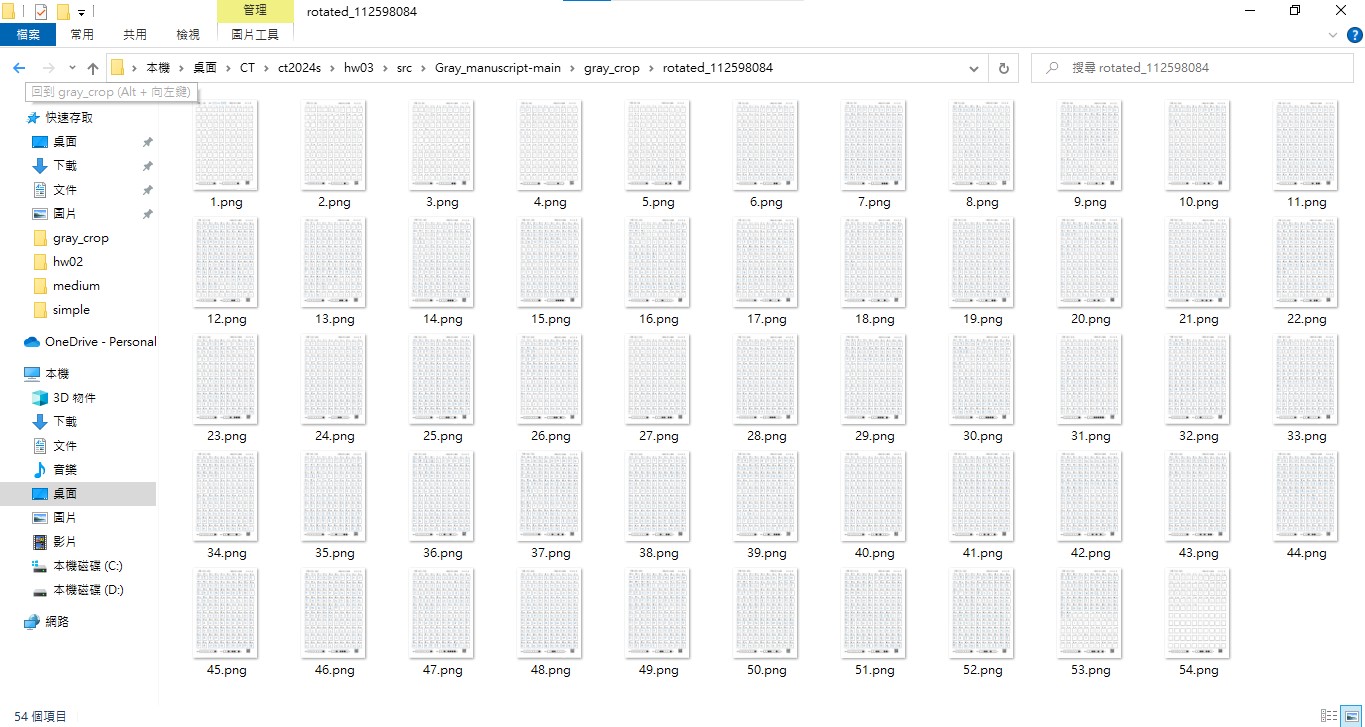 管理
rotated_112598084
檔案
常用
共用
檢視
圖片工具
本機 › 桌面 › CT › ct2024s › hw03 › src › Gray_manuscript-main › gray_crop › rotated_112598084
搜尋 rotated_112598084
回到 gray_crop (Alt + 向左鍵)
快速存取
桌面
下載
文件
圖片
gray_crop
hw02
medium
simple
OneDrive - Personal
本機
3D 物件
下載
文件
音樂
桌面
圖片
影片
本機磁碟 (C:)
本機磁碟 (D:)
網路
1.png 2.png 3.png 4.png 5.png 6.png 7.png 8.png 9.png 10.png 11.png
12.png 13.png 14.png 15.png 16.png 17.png 18.png 19.png 20.png 21.png 22.png
23.png 24.png 25.png 26.png 27.png 28.png 29.png 30.png 31.png 32.png 33.png
34.png 35.png 36.png 37.png 38.png 39.png 40.png 41.png 42.png 43.png 44.png
45.png 46.png 47.png 48.png 49.png 50.png 51.png 52.png 53.png 54.png
54 個項目